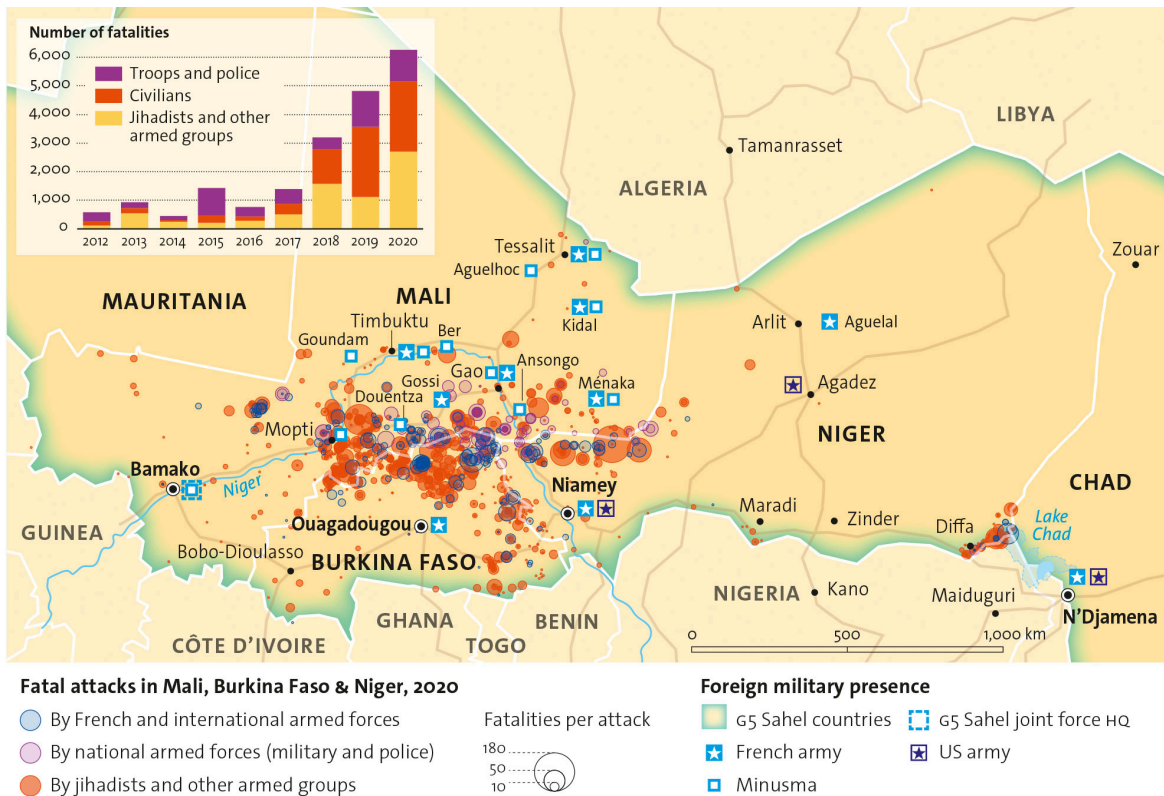 Number of fatalities
6,000
5,000
4,000
3,000
2,000
1,000
0
Troops and police
Civilians
Jihadists and other
armed groups
2012 2013 2014 2015 2016 2017 2018 2019 2020
LIBYA
Tamanrasset
ALGERIA
Tessalit
Aguelhoc
Zouar
MAURITANIA
MALI
Kidal
Timbuktu
Ber
Goundam
Arlit
Aguelal
Ansongo
Gao
Gossi
Ménaka
Douentza
Agadez
Mopti
NIGER
Bamako
Niger
Niamey
CHAD
Ouagadougou
Maradi
Zinder
Diffa
Lake
Chad
GUINEA
Bobo-Dioulasso
BURKINA FASO
NIGERIA
Kano
Maiduguri
N'Djamena
GHANA
BENIN
CÔTE D'IVOIRE
TOGO
0 500 1,000 km
Fatal attacks in Mali, Burkina Faso & Niger, 2020
By French and international armed forces
By national armed forces (military and police)
By jihadists and other armed groups
Fatalities per attack
180
50
10
Foreign military presence
G5 Sahel countries
French army
Minusma
G5 Sahel joint force HQ
US army